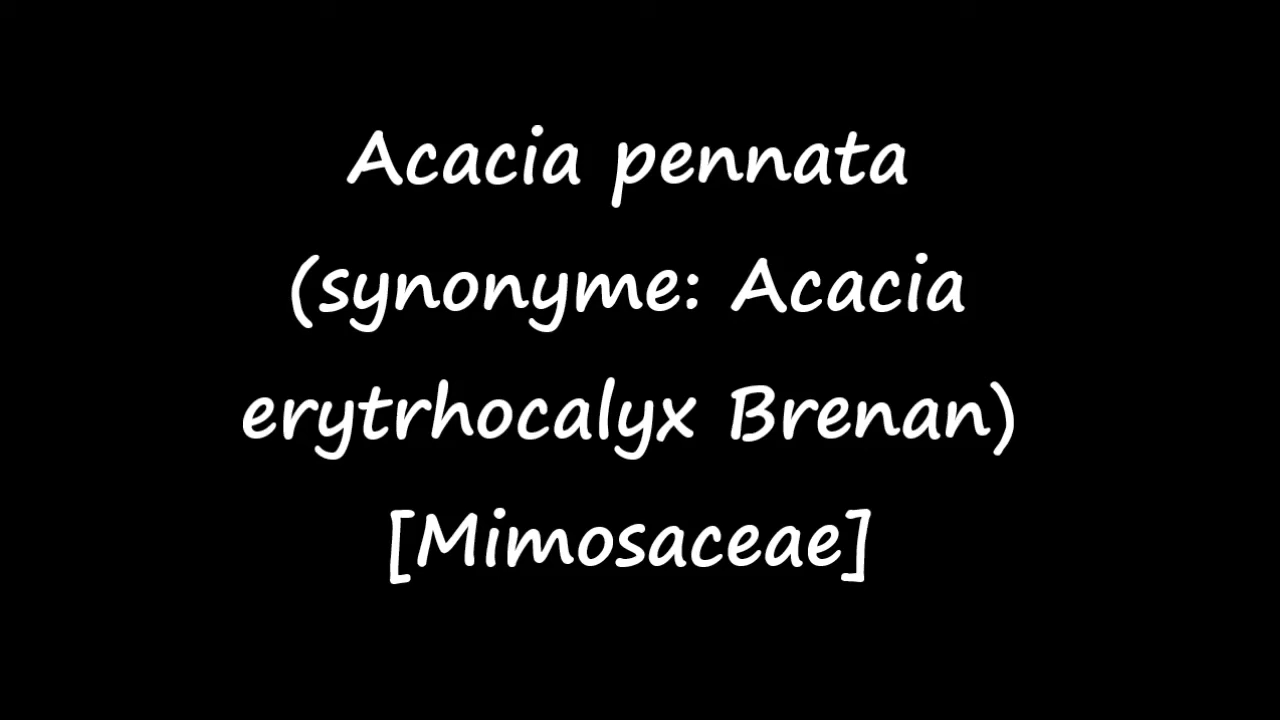 Acacia pennata
(synonyme: Acacia
erytrhocalyx Brenan)
[Mimosaceae]